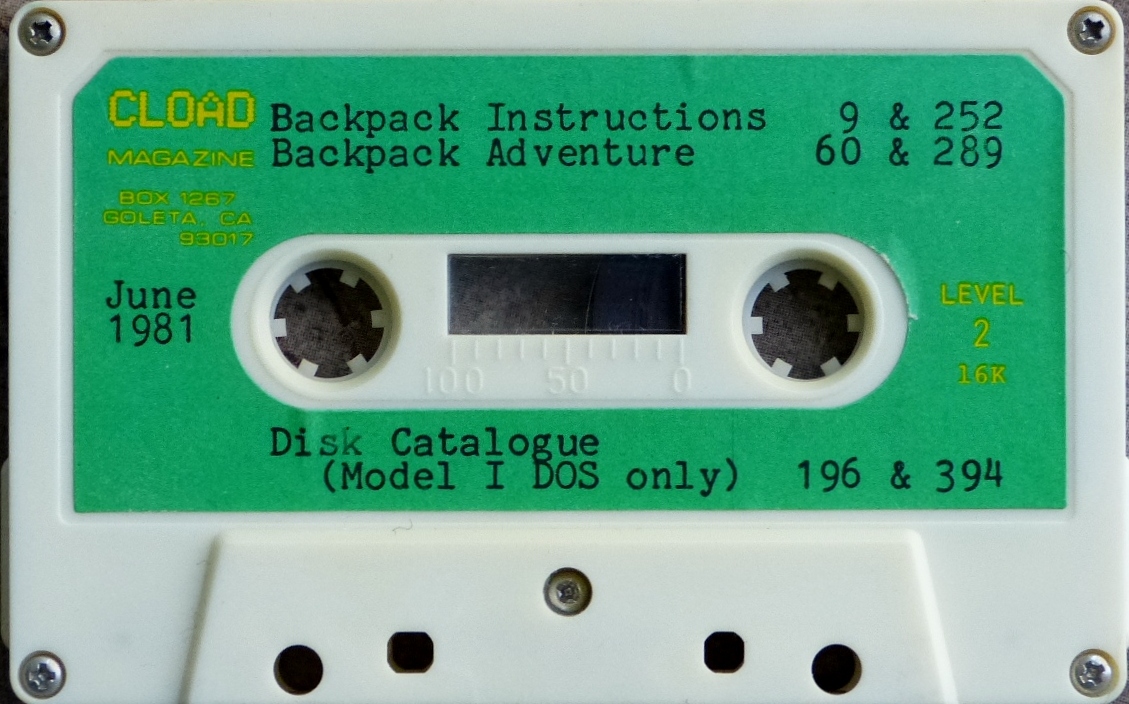 CLOAD
MAGAZINE
BOX 1267
GOLETA, CA
93017
Backpack Instructions 9 & 252
Backpack Adventure 60 & 289
June
1981
LEVEL
2
16K
100 50 0
Disk Catalogue
(Model I DOS only) 196 & 394